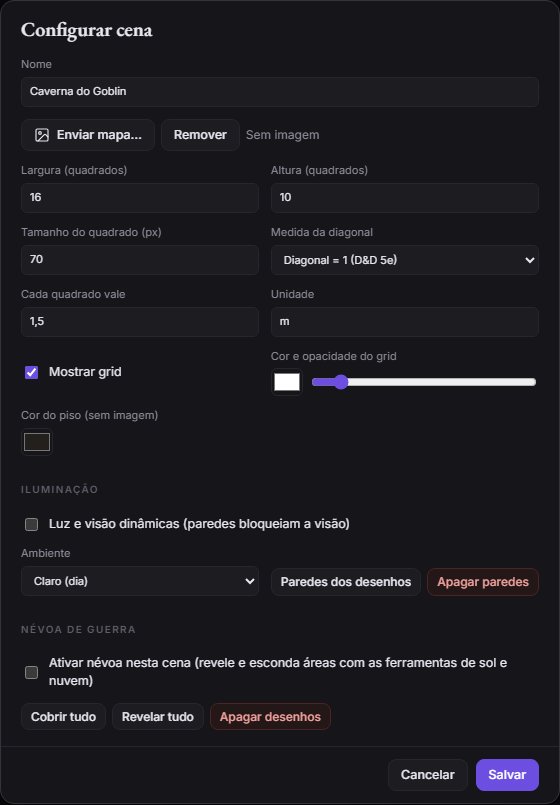 Configurar cena
Nome
Caverna do Goblin
Enviar mapa... Remover Sem imagem
Largura (quadrados) Altura (quadrados)
16 10
Tamanho do quadrado (px) Medida da diagonal
70 Diagonal = 1 (D&D 5e)
Cada quadrado vale Unidade
1,5 m
Cor e opacidade do grid
Mostrar grid
Cor do piso (sem imagem)
ILUMINAÇÃO
Luz e visão dinâmicas (paredes bloqueiam a visão)
Ambiente
Claro (dia) Paredes dos desenhos Apagar paredes
NÉVOA DE GUERRA
Ativar névoa nesta cena (revele e esconda áreas com as ferramentas de sol e
nuvem)
Cobrir tudo Revelar tudo Apagar desenhos
Cancelar Salvar